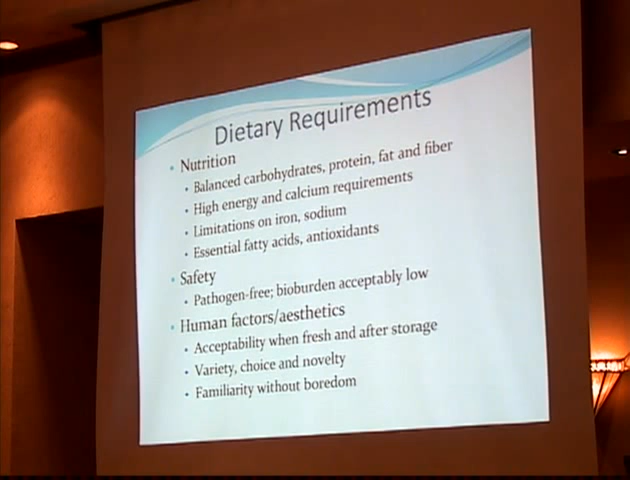 Dietary Requirements
• Nutrition
• Balanced carbohydrates, protein, fat and fiber
• High energy and calcium requirements
• Limitations on iron, sodium
• Essential fatty acids, antioxidants
• Safety
• Pathogen-free; bioburden acceptably low
• Human factors/aesthetics
• Acceptability when fresh and after storage
• Variety, choice and novelty
• Familiarity without boredom